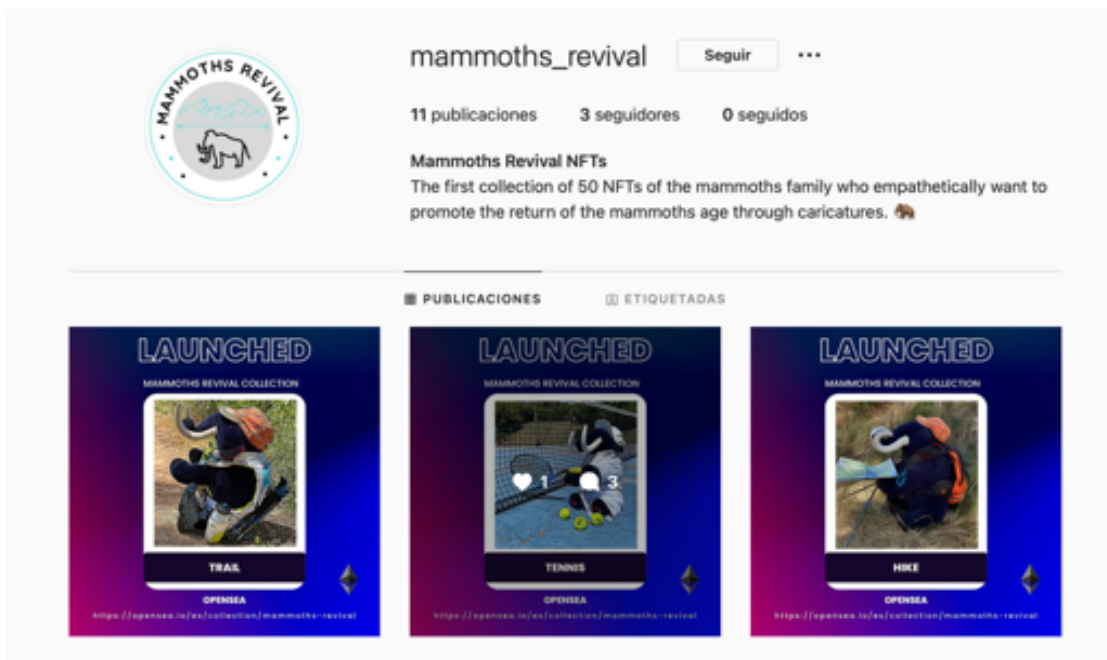 MAMMOTHS REVIVAL
mammoths_revival
Seguir
11 publicaciones 3 seguidores 0 seguidos
Mammoths Revival NFTs
The first collection of 50 NFTs of the mammoths family who empathetically want to
promote the return of the mammoths age through caricatures.
PUBLICACIONES ETIQUETADAS
LAUNCHED
MAMMOTHS REVIVAL COLLECTION
TRAIL
OPENSEA
https://opensea.io/es/collection/mammoths-revival
LAUNCHED
MAMMOTHS REVIVAL COLLECTION
1 3
TENNIS
OPENSEA
https://opensea.io/es/collection/mammoths-revival
LAUNCHED
MAMMOTHS REVIVAL COLLECTION
HIKE
OPENSEA
https://opensea.io/es/collection/mammoths-revival